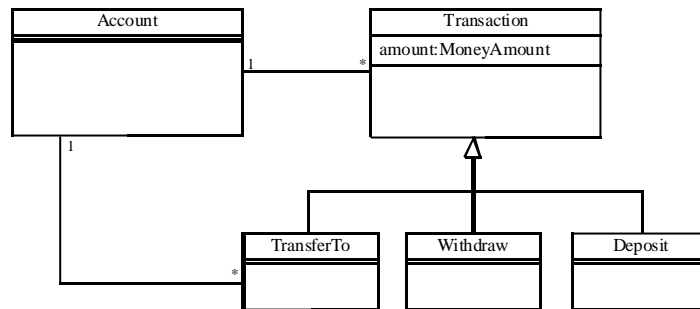 Account
Transaction
amount:MoneyAmount
1
*
1
TransferTo
Withdraw
Deposit
*